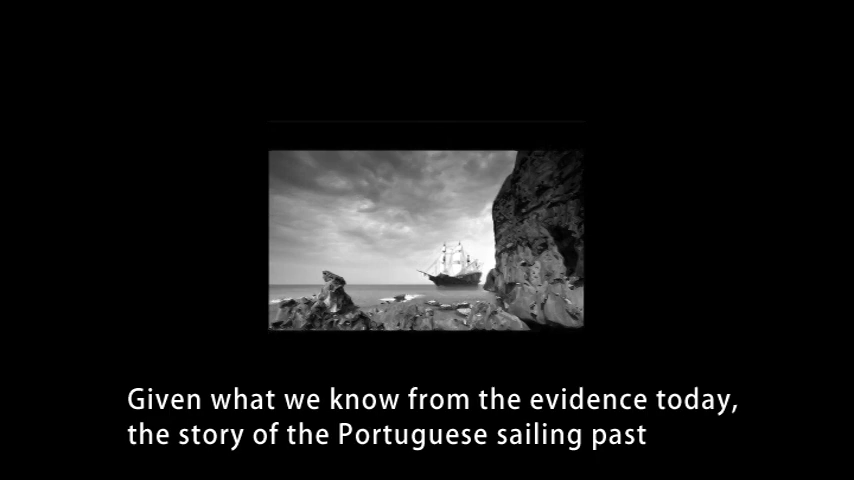 Given what we know from the evidence today,
the story of the Portuguese sailing past